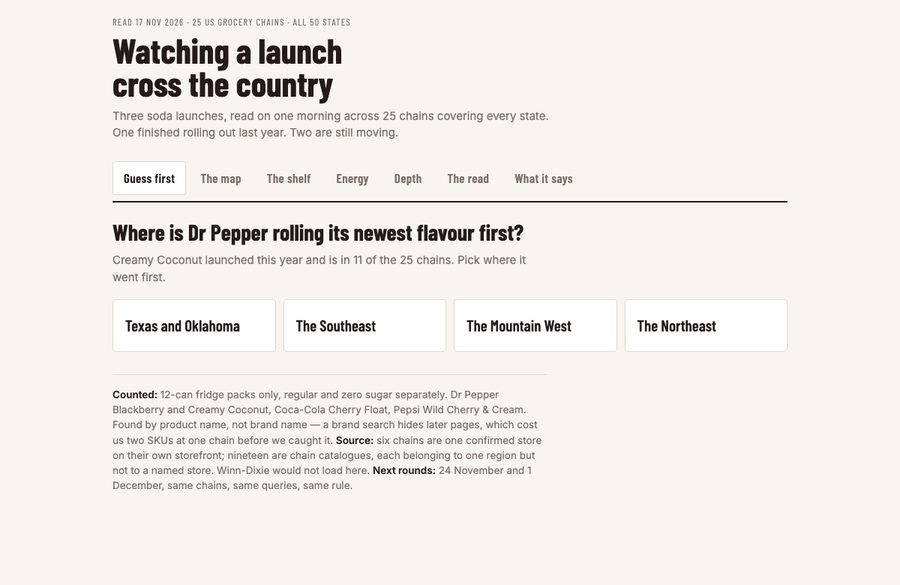 READ 17 NOV 2026 · 25 US GROCERY CHAINS · ALL 50 STATES
Watching a launch
cross the country
Three soda launches, read on one morning across 25 chains covering every state.
One finished rolling out last year. Two are still moving.
Guess first The map The shelf Energy Depth The read What it says
Where is Dr Pepper rolling its newest flavour first?
Creamy Coconut launched this year and is in 11 of the 25 chains. Pick where it
went first.
Texas and Oklahoma The Southeast The Mountain West The Northeast
Counted: 12-can fridge packs only, regular and zero sugar separately. Dr Pepper
Blackberry and Creamy Coconut, Coca-Cola Cherry Float, Pepsi Wild Cherry & Cream.
Found by product name, not brand name — a brand search hides later pages, which cost
us two SKUs at one chain before we caught it. Source: six chains are one confirmed store
on their own storefront; nineteen are chain catalogues, each belonging to one region but
not to a named store. Winn-Dixie would not load here. Next rounds: 24 November and 1
December, same chains, same queries, same rule.